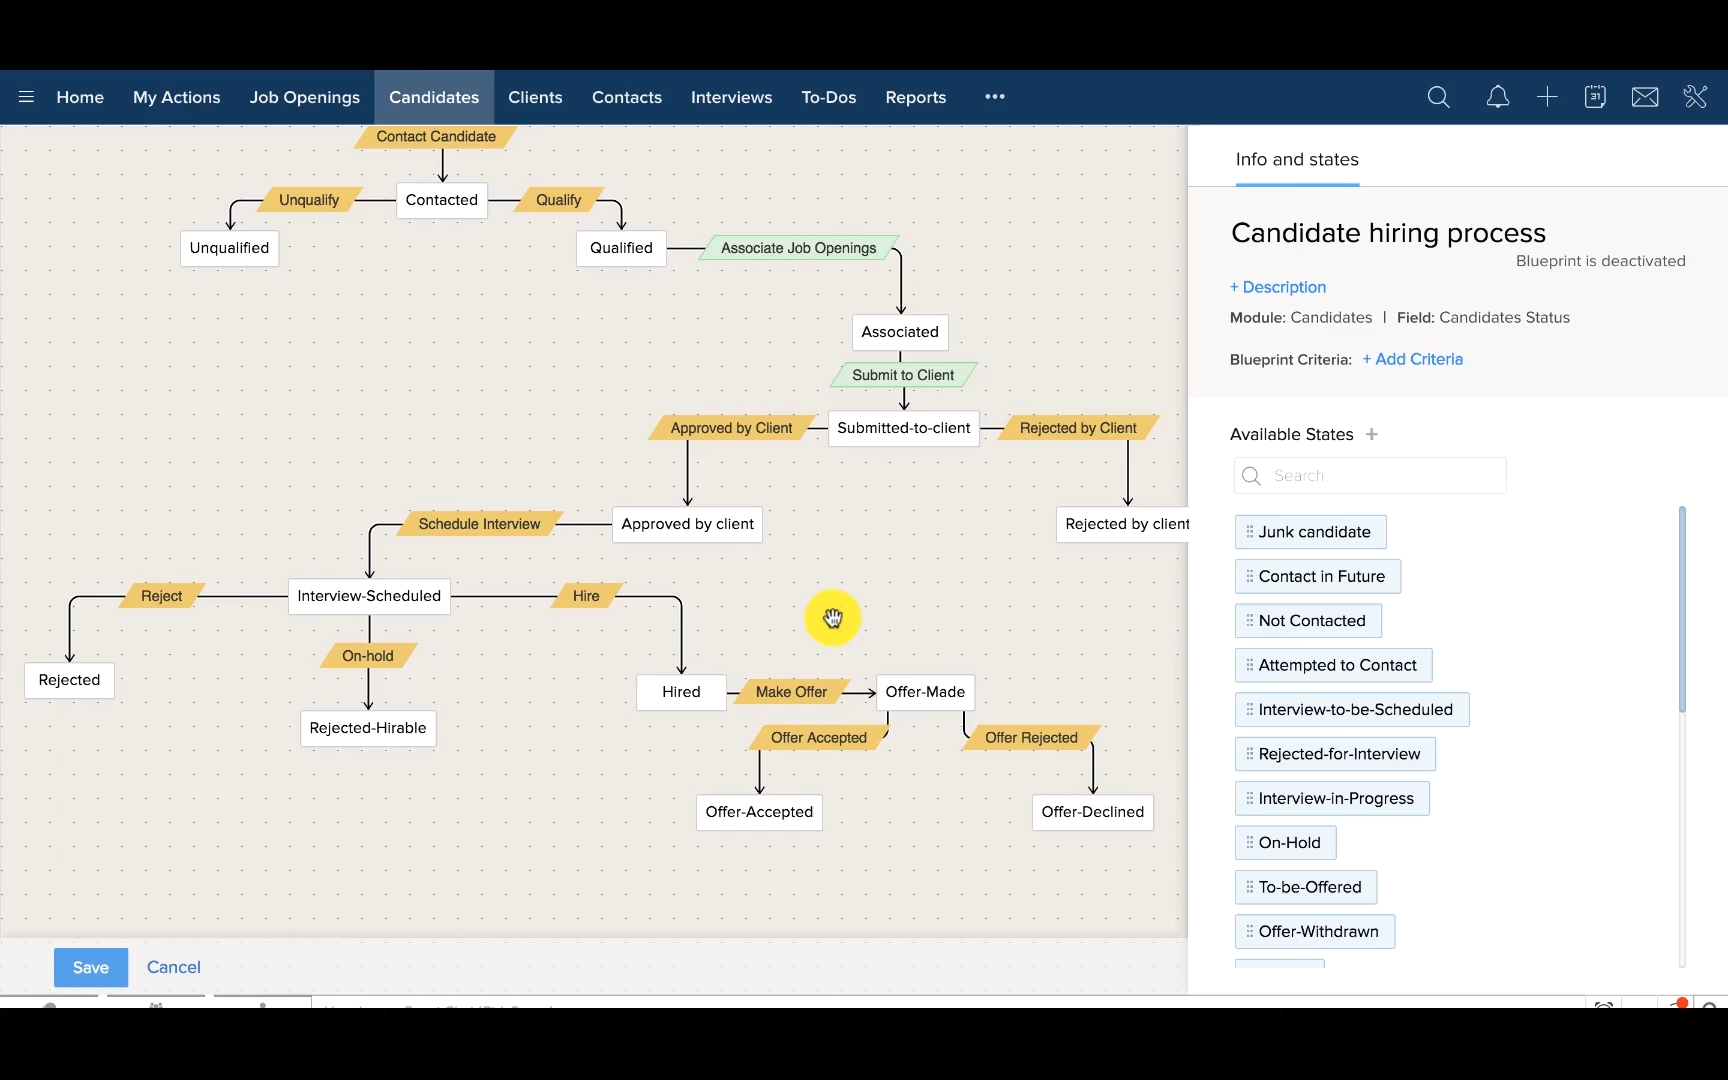 Home My Actions Job Openings Candidates Clients Contacts Interviews To-Dos Reports ••• 31
Contact Candidate
Unqualify Contacted Qualify
Unqualified Qualified Associate Job Openings
Associated
Submit to Client
Approved by Client Submitted-to-client Rejected by Client
Schedule Interview Approved by client Rejected by client
Reject Interview-Scheduled Hire
On-hold
Rejected Hired Make Offer Offer-Made
Rejected-Hirable Offer Accepted Offer Rejected
Offer-Accepted Offer-Declined
Save Cancel
Info and states
Candidate hiring process
Blueprint is deactivated
+ Description
Module: Candidates | Field: Candidates Status
Blueprint Criteria: + Add Criteria
Available States +
Search
Junk candidate
Contact in Future
Not Contacted
Attempted to Contact
Interview-to-be-Scheduled
Rejected-for-Interview
Interview-in-Progress
On-Hold
To-be-Offered
Offer-Withdrawn